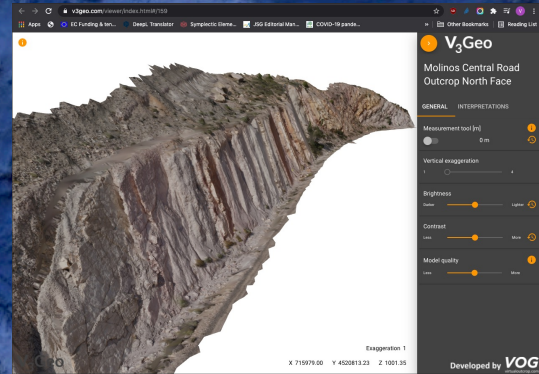 v3geo.com/viewer/index.html#/159
Apps
EC Funding & ten...
DeepL Translator
Symplectic Eleme...
JSG Editorial Man...
COVID-19 pande...
»
Other Bookmarks
Reading List
V3Geo
Molinos Central Road
Outcrop North Face
GENERAL INTERPRETATIONS
Measurement tool [m]
0 m
Vertical exaggeration
1 4
Brightness
Darker Lighter
Contrast
Less More
Model quality
Less More
Exaggeration 1
X 715979.00 Y 4520813.23 Z 1001.35
Developed by VOG